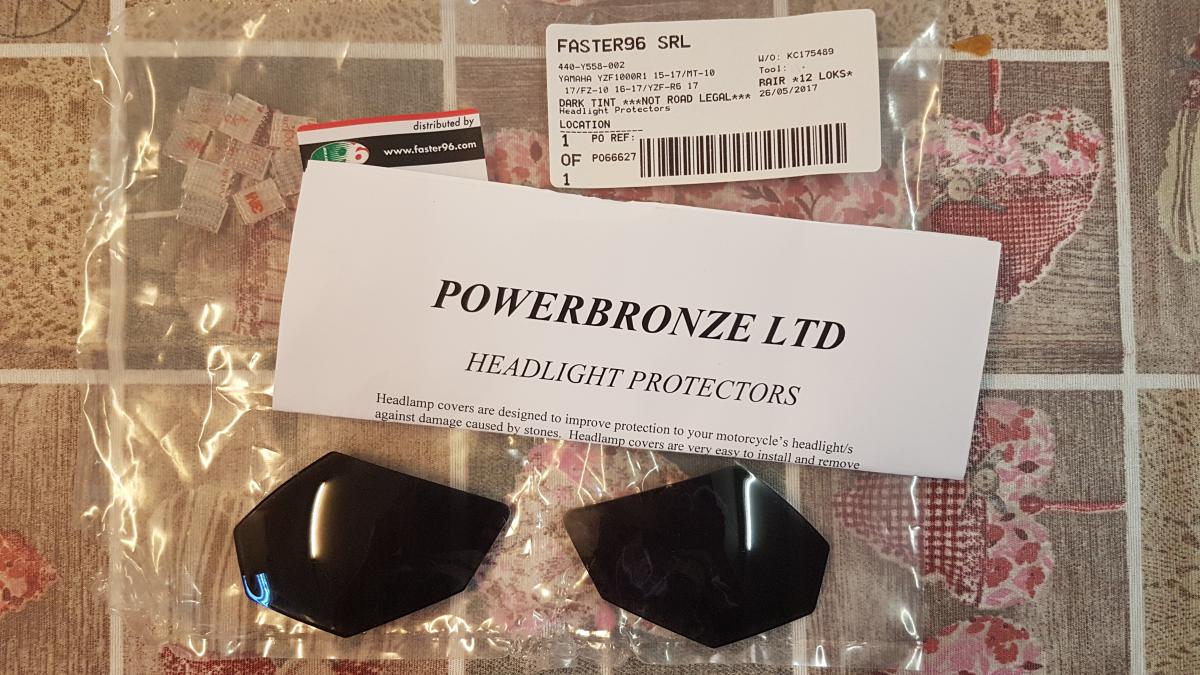 FASTER96 SRL
440-Y558-002
YAMAHA YZF1000R1 15-17/MT-10
17/FZ-10 16-17/YZF-R6 17
DARK TINT ***NOT ROAD LEGAL***
Headlight Protectors
W/O: KC175489
Tool: -
RAIR *12 LOKS*
26/05/2017
LOCATION
1 OF 1
PO REF:
PO66627
distributed by
www.faster96.com
3M
POWERBRONZE LTD
HEADLIGHT PROTECTORS
Headlamp covers are designed to improve protection to your motorcycle's headlight/s
against damage caused by stones. Headlamp covers are very easy to install and remove